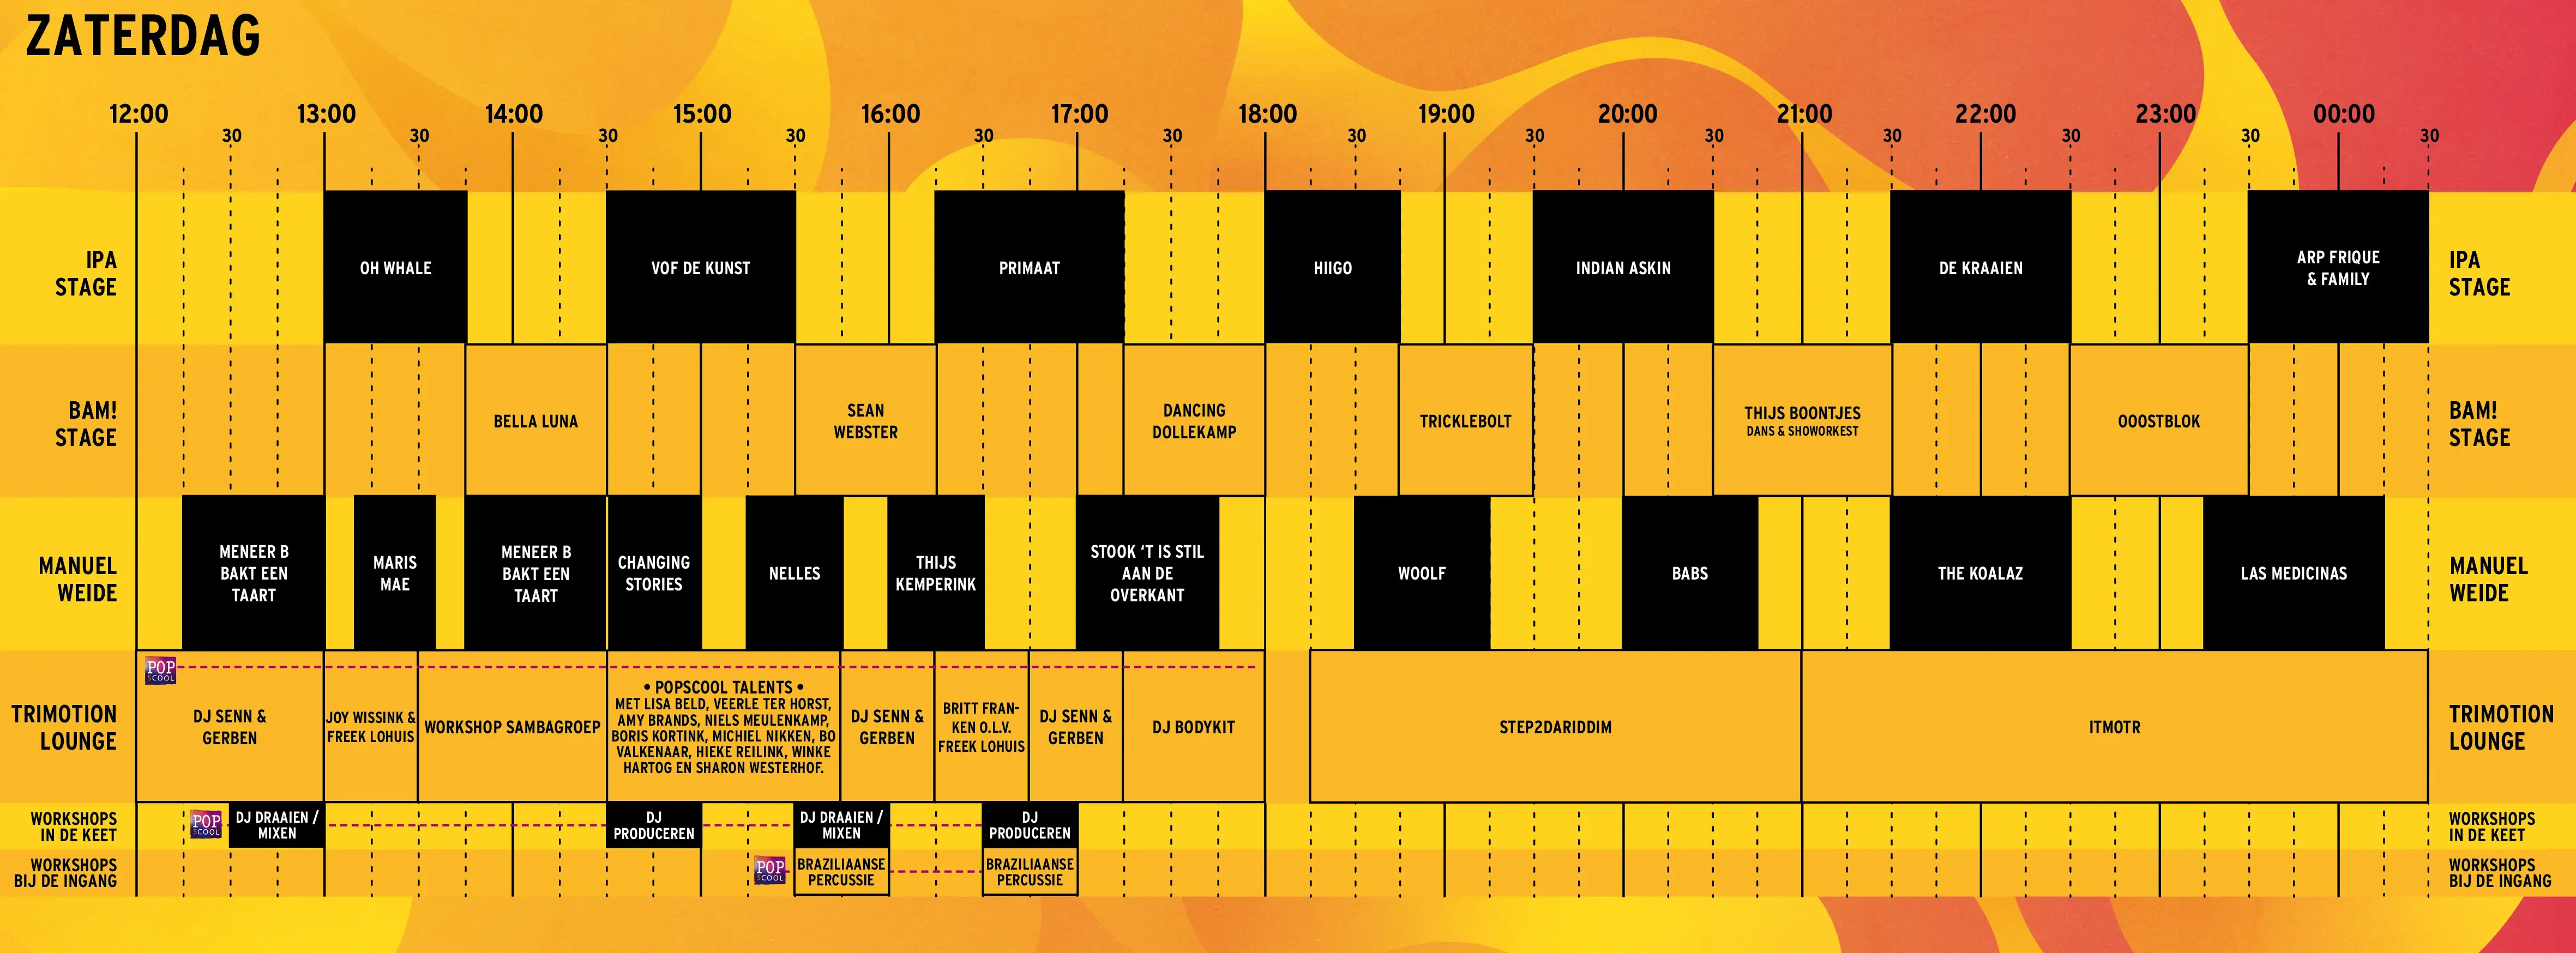 ZATERDAG
12:00 13:00 14:00 15:00 16:00 17:00 18:00 19:00 20:00 21:00 22:00 23:00 00:00
30 30 30 30 30 30 30 30 30 30 30 30 30
IPA
STAGE
OH WHALE
VOF DE KUNST
PRIMAAT
HIIGO
INDIAN ASKIN
DE KRAAIEN
ARP FRIQUE
& FAMILY
IPA
STAGE
BAM!
STAGE
BELLA LUNA
SEAN
WEBSTER
DANCING
DOLLEKAMP
TRICKLEBOLT
THIJS BOONTJES
DANS & SHOWORKEST
OOOSTBLOK
BAM!
STAGE
MANUEL
WEIDE
MENEER B
BAKT EEN
TAART
MARIS
MAE
MENEER B
BAKT EEN
TAART
CHANGING
STORIES
NELLES
THIJS
KEMPERINK
STOOK ‘T IS STIL
AAN DE
OVERKANT
WOOLF
BABS
THE KOALAZ
LAS MEDICINAS
MANUEL
WEIDE
TRIMOTION
LOUNGE
POP
SCOOL
DJ SENN &
GERBEN
JOY WISSINK &
FREEK LOHUIS
WORKSHOP SAMBAGROEP
• POPSCOOL TALENTS •
MET LISA BELD, VEERLE TER HORST,
AMY BRANDS, NIELS MEULENKAMP,
BORIS KORTINK, MICHIEL NIKKEN, BO
VALKENAAR, HIEKE REILINK, WINKE
HARTOG EN SHARON WESTERHOF.
DJ SENN &
GERBEN
BRITT FRAN-
KEN O.L.V.
FREEK LOHUIS
DJ SENN &
GERBEN
DJ BODYKIT
STEP2DARIDDIM
ITMOTR
TRIMOTION
LOUNGE
WORKSHOPS
IN DE KEET
POP
SCOOL
DJ DRAAIEN /
MIXEN
DJ
PRODUCEREN
DJ DRAAIEN /
MIXEN
DJ
PRODUCEREN
WORKSHOPS
IN DE KEET
WORKSHOPS
BIJ DE INGANG
POP
SCOOL
BRAZILIAANSE
PERCUSSIE
BRAZILIAANSE
PERCUSSIE
WORKSHOPS
BIJ DE INGANG